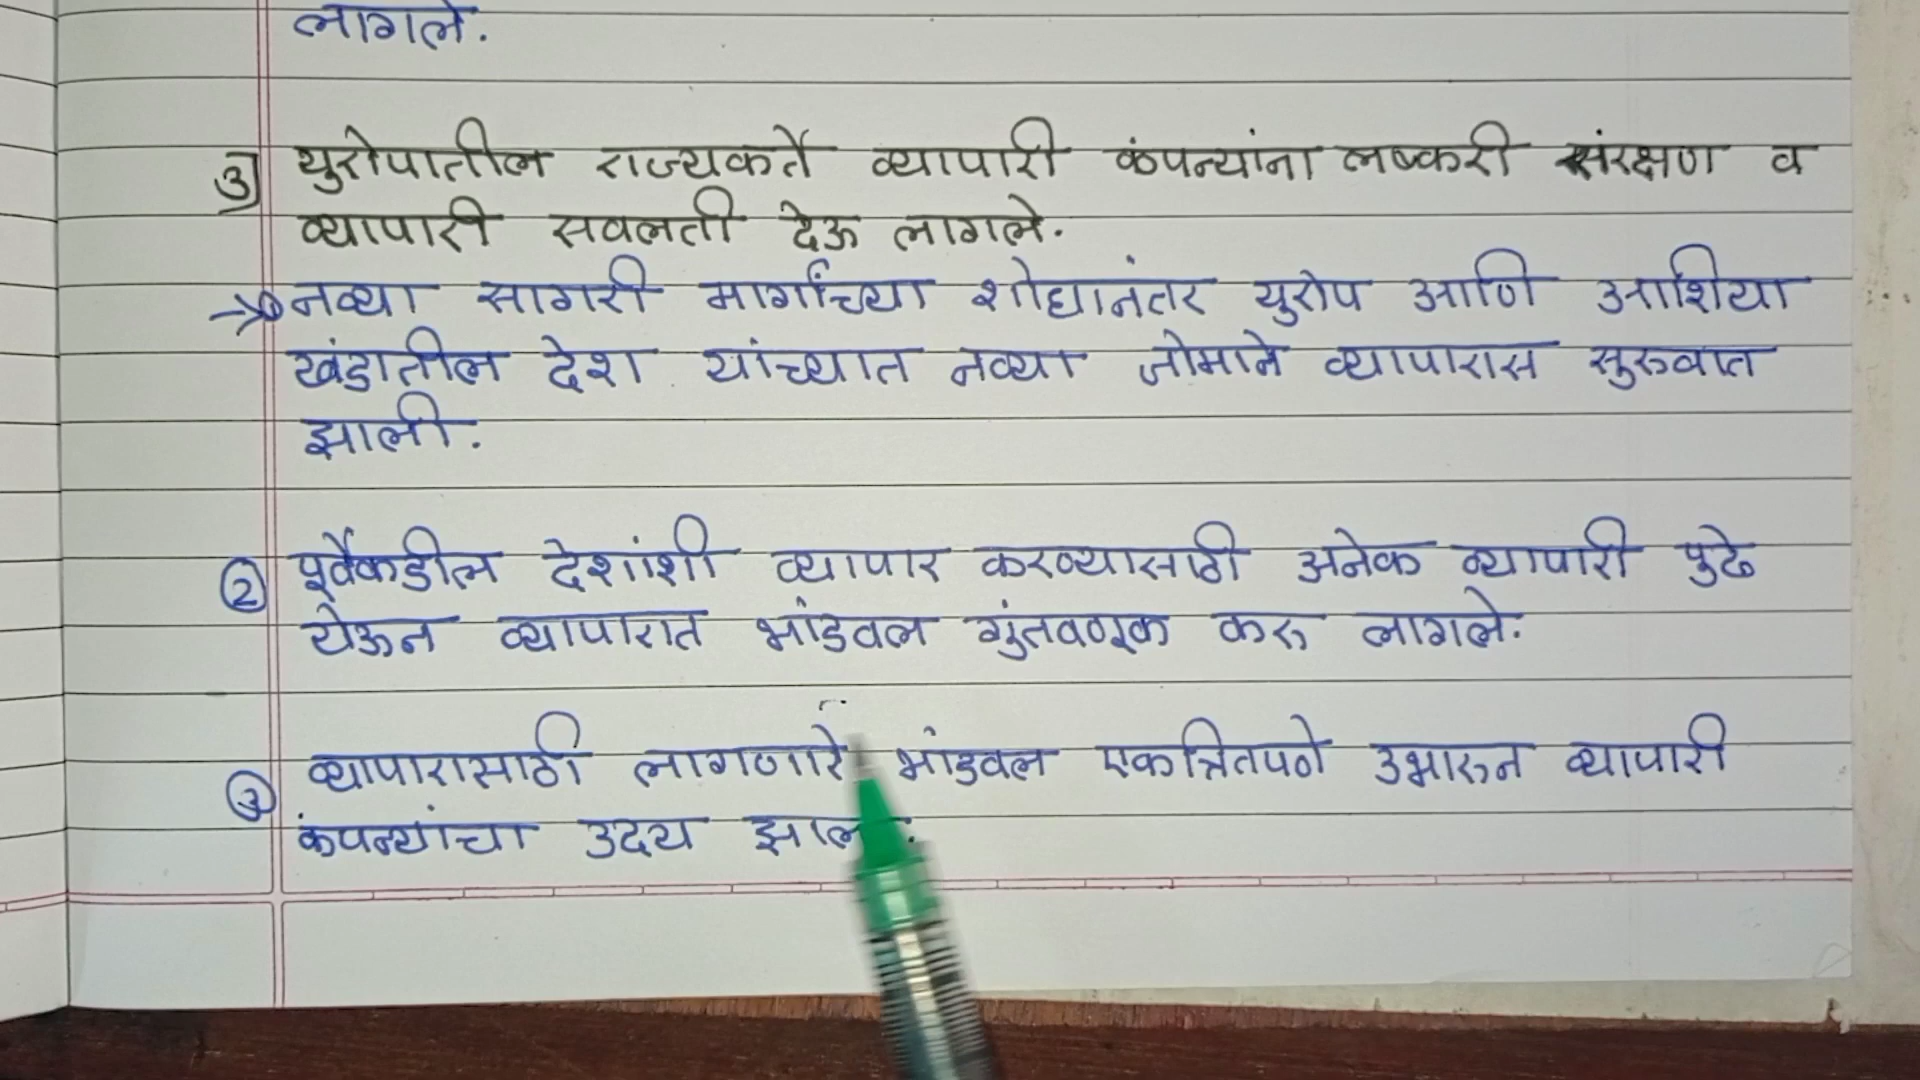 लागले.
3) युरोपातील राज्यकर्ते व्यापारी कंपन्यांना लष्करी संरक्षण व
व्यापारी सवलती देऊ लागले.
→ ① नव्या सागरी मार्गांच्या शोधानंतर युरोप आणि आशिया
खंडातील देश यांच्यात नव्या जोमाने व्यापारास सुरुवात
झाली.
② पूर्वेकडील देशांशी व्यापार करण्यासाठी अनेक व्यापारी पुढे
येऊन व्यापारात भांडवल गुंतवणूक करू लागले.
③ व्यापारासाठी लागणारे भांडवल एकत्रितपणे उभारून व्यापारी
कंपन्यांचा उदय